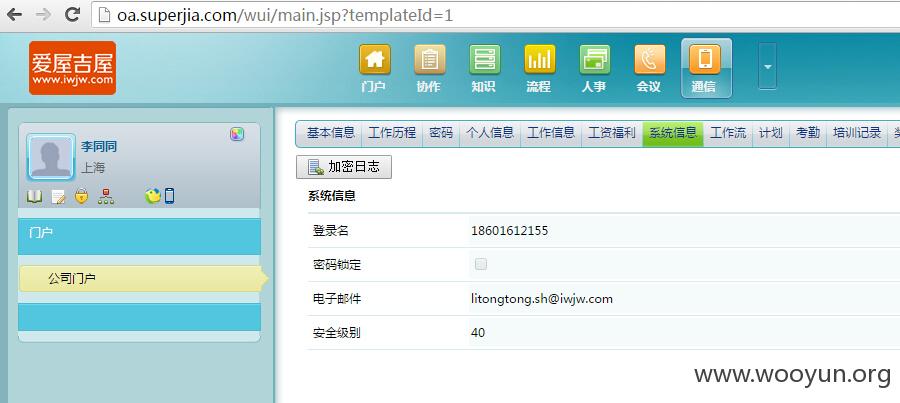 oa.superjia.com/wui/main.jsp?templateId=1
爱屋吉屋
www.iwjw.com
门户 协作 知识 流程 人事 会议 通信
李同同
上海
门户
公司门户
基本信息 工作历程 密码 个人信息 工作信息 工资福利 系统信息 工作流 计划 考勤 培训记录
加密日志
系统信息
登录名 18601612155
密码锁定
电子邮件 litongtong.sh@iwjw.com
安全级别 40
www.wooyun.org